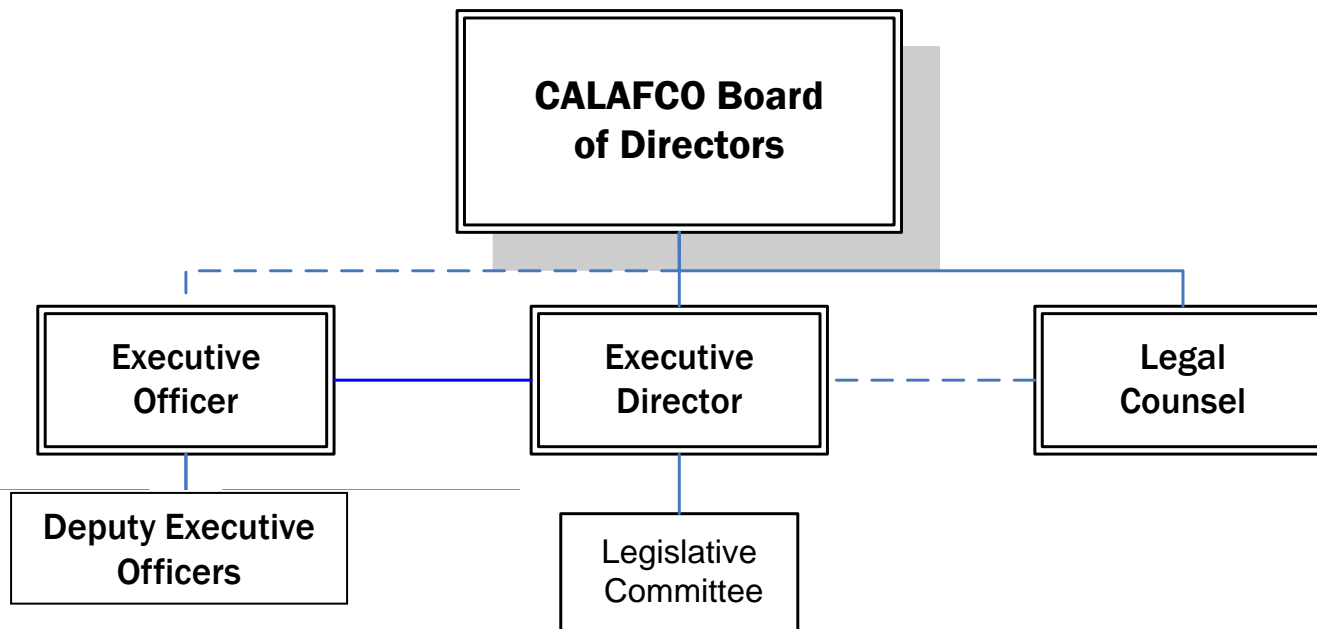 CALAFCO Board
of Directors
Executive
Officer
Executive
Director
Legal
Counsel
Deputy Executive
Officers
Legislative
Committee